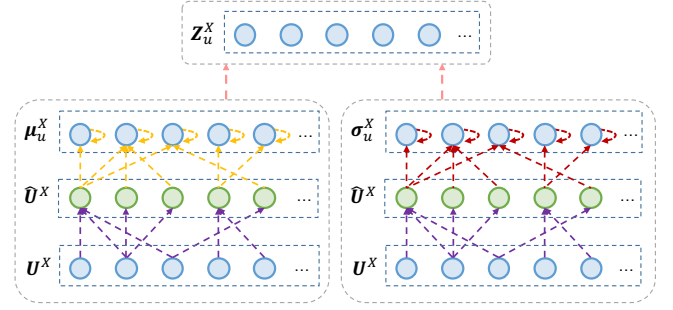 Z_u^X ...
μ_u^X ... σ_u^X ...
Û^X ... Û^X ...
U^X ... U^X ...